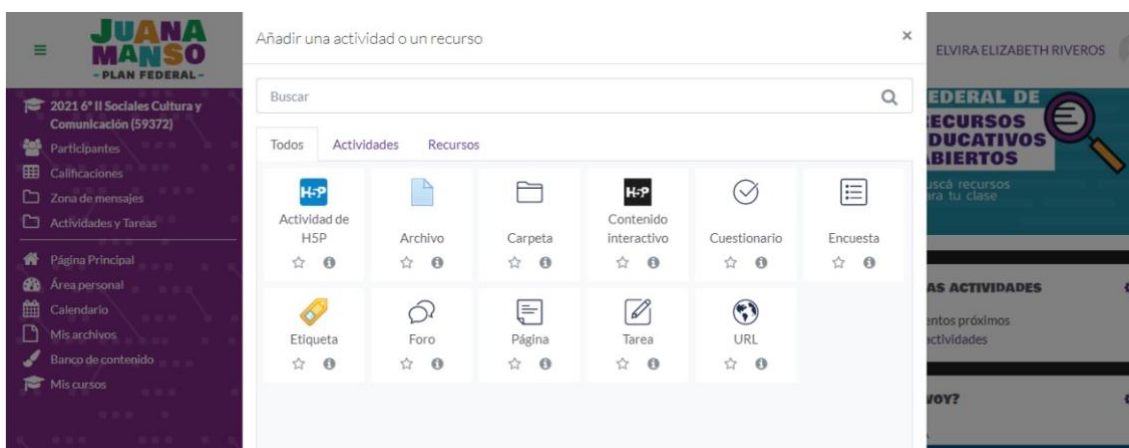 JUANA
MANSO
- PLAN FEDERAL -
2021 6° II Sociales Cultura y
Comunicación (59372)
Participantes
Calificaciones
Zona de mensajes
Actividades y Tareas
Página Principal
Área personal
Calendario
Mis archivos
Banco de contenido
Mis cursos
Añadir una actividad o un recurso
×
Buscar
Todos Actividades Recursos
H5P
Actividad de
H5P
Archivo
Carpeta
H5P
Contenido
interactivo
Cuestionario
Encuesta
Etiqueta
Foro
Página
Tarea
URL
ELVIRA ELIZABETH RIVEROS
EDERAL DE
ECURSOS
DUCATIVOS
BIERTOS
uscá recursos
ara tu clase
AS ACTIVIDADES
entos próximos
actividades
VOY?